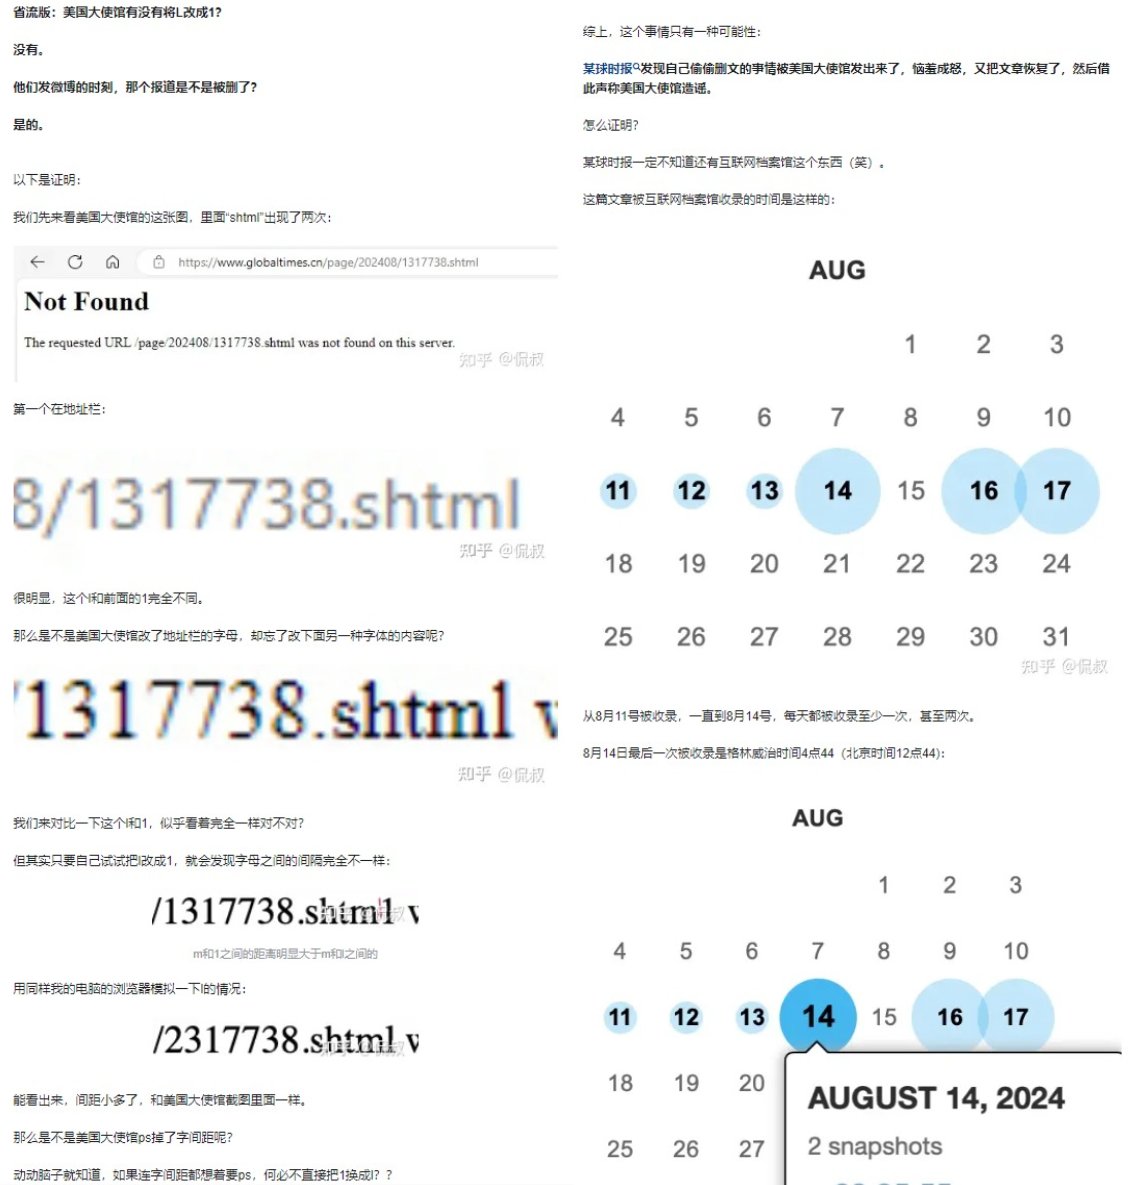 省流版：美国大使馆有没有将L改成1?
没有。
他们发微博的时刻，那个报道是不是被删了?
是的。
以下是证明：
我们先来看美国大使馆的这张图，里面“shtml”出现了两次：
https://www.globaltimes.cn/page/202408/1317738.shtml
Not Found
The requested URL /page/202408/1317738.shtml was not found on this server.
知乎 @侃叔
第一个在地址栏：
8/1317738.shtml
知乎 @侃叔
很明显，这个l和前面的1完全不同。
那么是不是美国大使馆改了地址栏的字母，却忘了改下面另一种字体的内容呢?
/1317738.shtml v
知乎 @侃叔
我们来对比一下这个l和1，似乎看着完全一样对不对?
但其实只要自己试试把l改成1，就会发现字母之间的间隔完全不一样：
/1317738.shtm1 v
知乎 @侃叔
m和1之间的距离明显大于m和l之间的
用同样我的电脑的浏览器模拟一下l的情况：
/2317738.shtml v
知乎 @侃叔
能看出来，间距小多了，和美国大使馆截图里面一样。
那么是不是美国大使馆ps掉了字间距呢?
动动脑子就知道，如果连字间距都想着要ps，何必不直接把1换成l? ?
综上，这个事情只有一种可能性：
某球时报发现自己偷偷删文的事情被美国大使馆发出来了，恼羞成怒，又把文章恢复了，然后借
此声称美国大使馆造谣。
怎么证明?
某球时报一定不知道还有互联网档案馆这个东西（笑）。
这篇文章被互联网档案馆收录的时间是这样的：
AUG
1 2 3
4 5 6 7 8 9 10
11 12 13 14 15 16 17
18 19 20 21 22 23 24
25 26 27 28 29 30 31
知乎 @侃叔
从8月11号被收录，一直到8月14号，每天都被收录至少一次，甚至两次。
8月14日最后一次被收录是格林威治时间4点44（北京时间12点44）：
AUG
1 2 3
4 5 6 7 8 9 10
11 12 13 14 15 16 17
18 19 20
25 26 27
AUGUST 14, 2024
2 snapshots